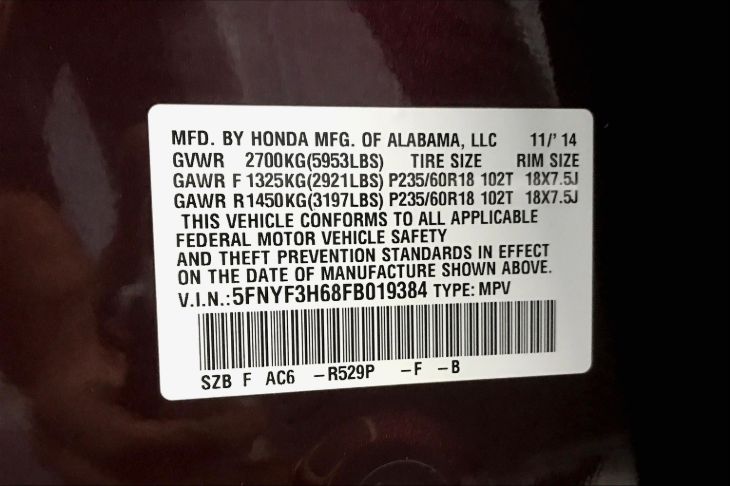 MFD. BY HONDA MFG. OF ALABAMA, LLC 11/' 14
GVWR 2700KG(5953LBS) TIRE SIZE RIM SIZE
GAWR F 1325KG(2921LBS) P235/60R18 102T 18X7.5J
GAWR R 1450KG(3197LBS) P235/60R18 102T 18X7.5J
THIS VEHICLE CONFORMS TO ALL APPLICABLE
FEDERAL MOTOR VEHICLE SAFETY
AND THEFT PREVENTION STANDARDS IN EFFECT
ON THE DATE OF MANUFACTURE SHOWN ABOVE.
V.I.N.:5FNYF3H68FB019384 TYPE: MPV
SZB F AC6 -R529P -F -B